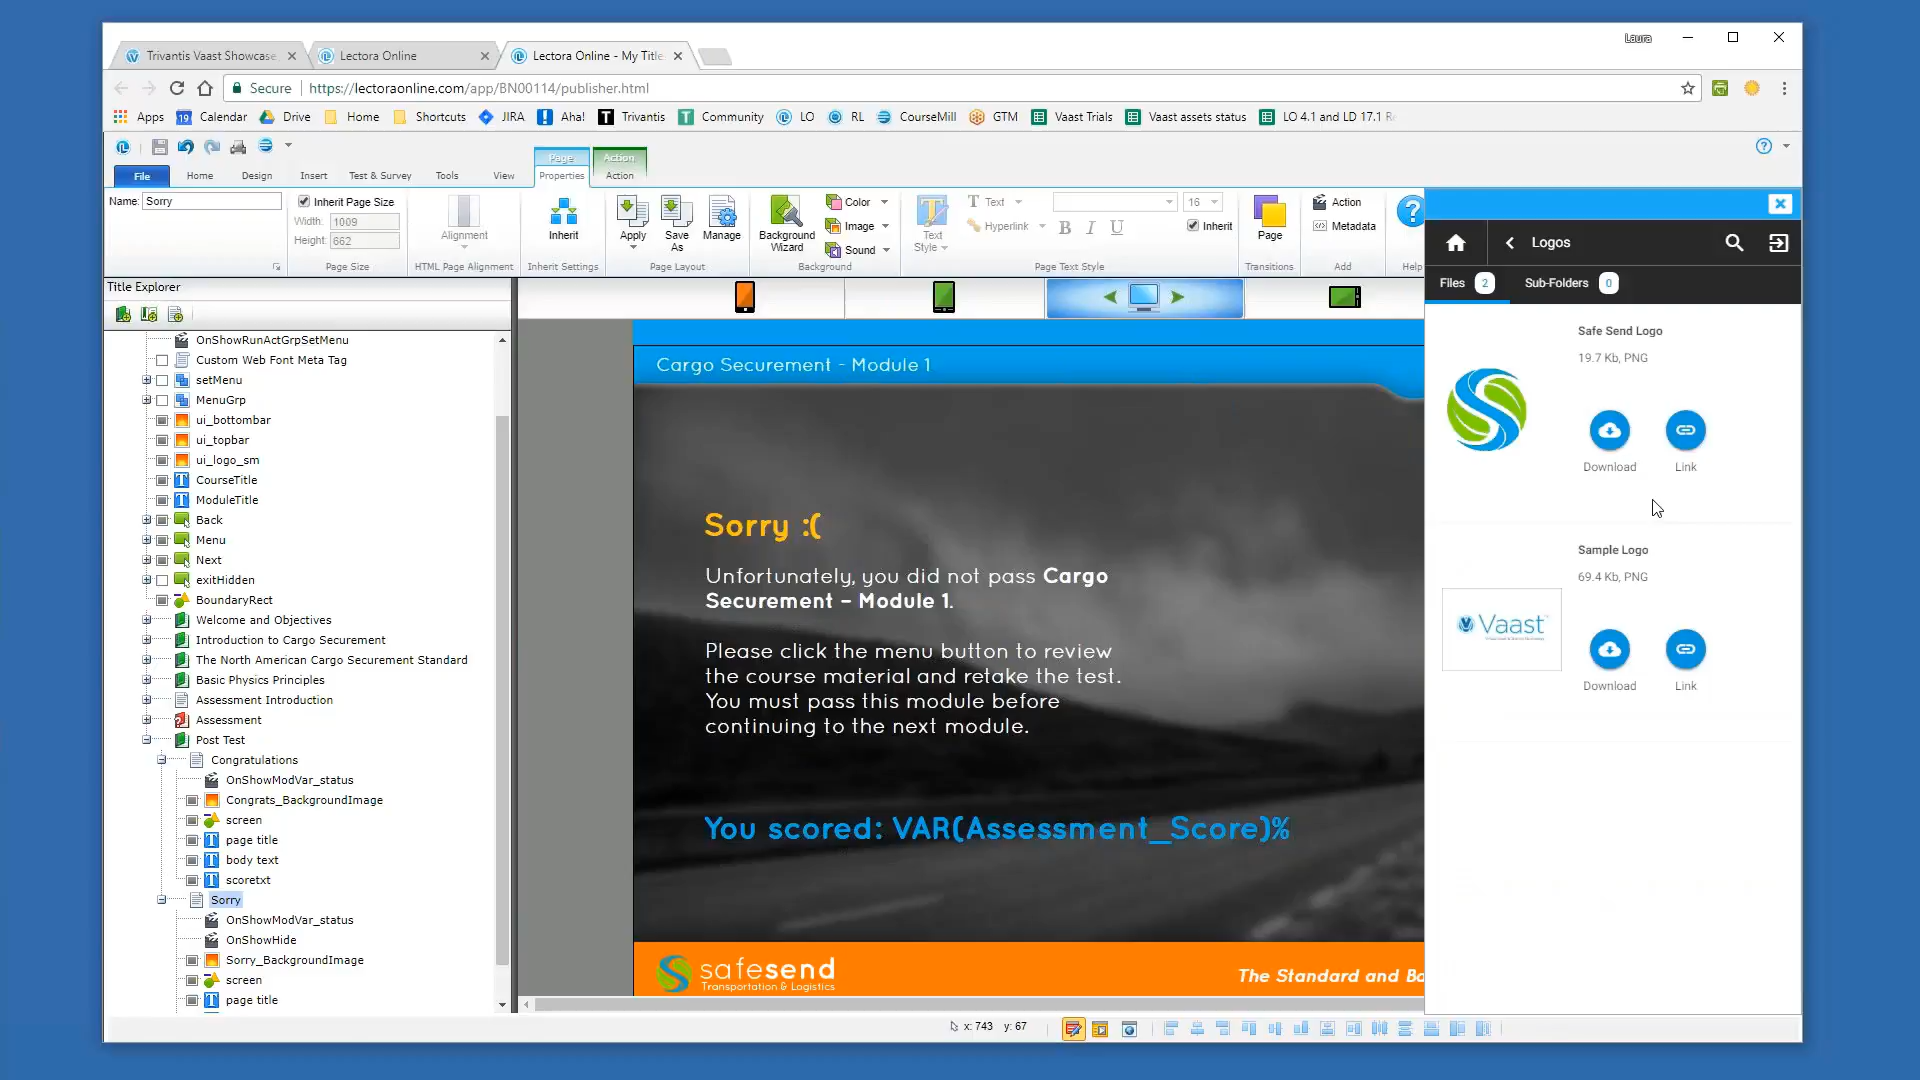 Laura
Trivantis Vaast Showcase
Lectora Online
Lectora Online - My Title
Secure
https://lectoraonline.com/app/BN00114/publisher.html
Apps
19
Calendar
Drive
Home
Shortcuts
JIRA
Aha!
Trivantis
Community
LO
RL
CourseMill
GTM
Vaast Trials
Vaast assets status
LO 4.1 and LD 17.1 Re
Page
Action
File
Home
Design
Insert
Test & Survey
Tools
View
Properties
Action
Name:
Sorry
Inherit Page Size
Width:
1009
Height:
662
Page Size
Alignment
HTML Page Alignment
Inherit
Inherit Settings
Apply
Save
As
Manage
Page Layout
Background
Wizard
Color
Image
Sound
Background
Text
Style
Text
Hyperlink
16
B I U
Inherit
Page Text Style
Page
Transitions
Action
Metadata
Add
Help
Logos
Files 2
Sub-Folders 0
Safe Send Logo
19.7 Kb, PNG
Download
Link
Sample Logo
69.4 Kb, PNG
Vaast
Download
Link
Title Explorer
OnShowRunActGrpSetMenu
Custom Web Font Meta Tag
setMenu
MenuGrp
ui_bottombar
ui_topbar
ui_logo_sm
CourseTitle
ModuleTitle
Back
Menu
Next
exitHidden
BoundaryRect
Welcome and Objectives
Introduction to Cargo Securement
The North American Cargo Securement Standard
Basic Physics Principles
Assessment Introduction
Assessment
Post Test
Congratulations
OnShowModVar_status
Congrats_BackgroundImage
screen
page title
body text
scoretxt
Sorry
OnShowModVar_status
OnShowHide
Sorry_BackgroundImage
screen
page title
Cargo Securement - Module 1
Sorry :(
Unfortunately, you did not pass Cargo
Securement – Module 1.
Please click the menu button to review
the course material and retake the test.
You must pass this module before
continuing to the next module.
You scored: VAR(Assessment_Score)%
safesend
Transportation & Logistics
The Standard and Ba
x: 743 y: 67